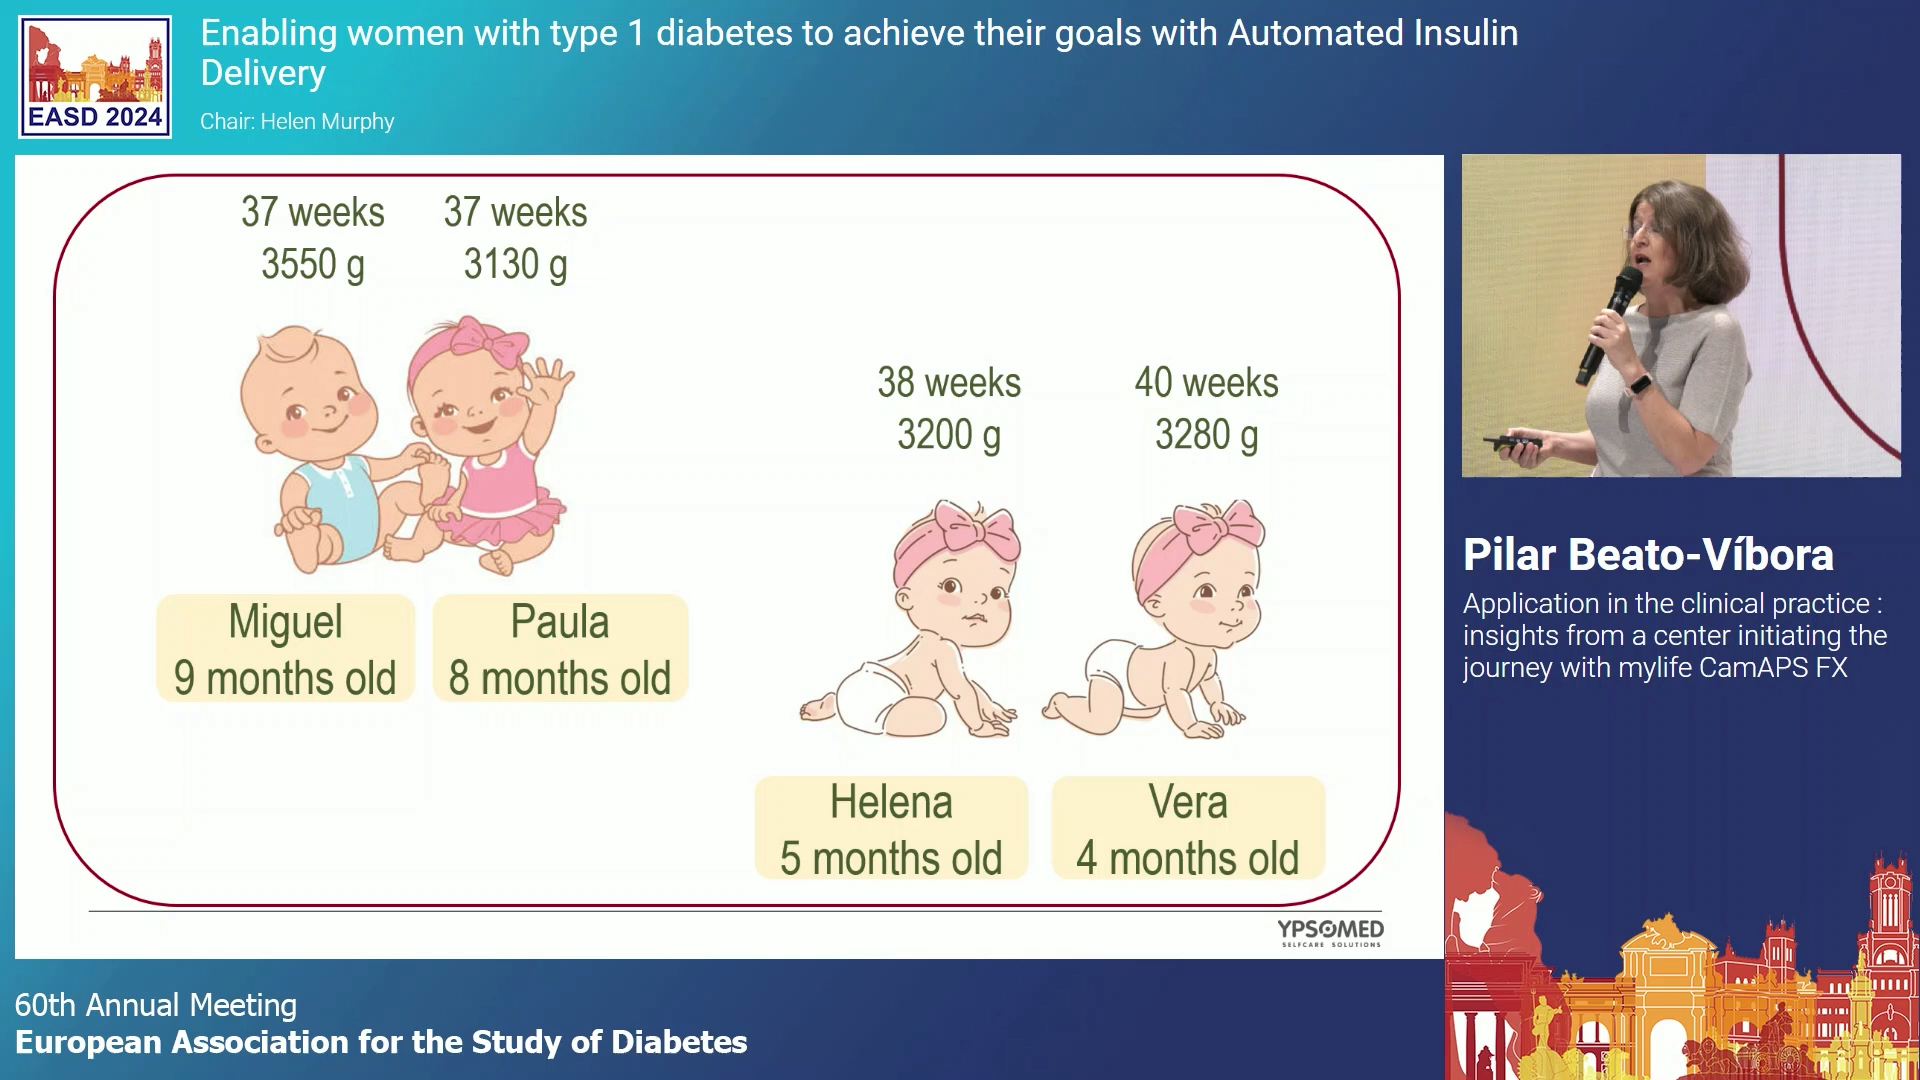 Enabling women with type 1 diabetes to achieve their goals with Automated Insulin
Delivery
Chair: Helen Murphy
EASD 2024
37 weeks
3550 g
37 weeks
3130 g
38 weeks
3200 g
40 weeks
3280 g
Miguel
9 months old
Paula
8 months old
Helena
5 months old
Vera
4 months old
YPSOMED
SELFCARE SOLUTIONS
Pilar Beato-Víbora
Application in the clinical practice :
insights from a center initiating the
journey with mylife CamAPS FX
60th Annual Meeting
European Association for the Study of Diabetes